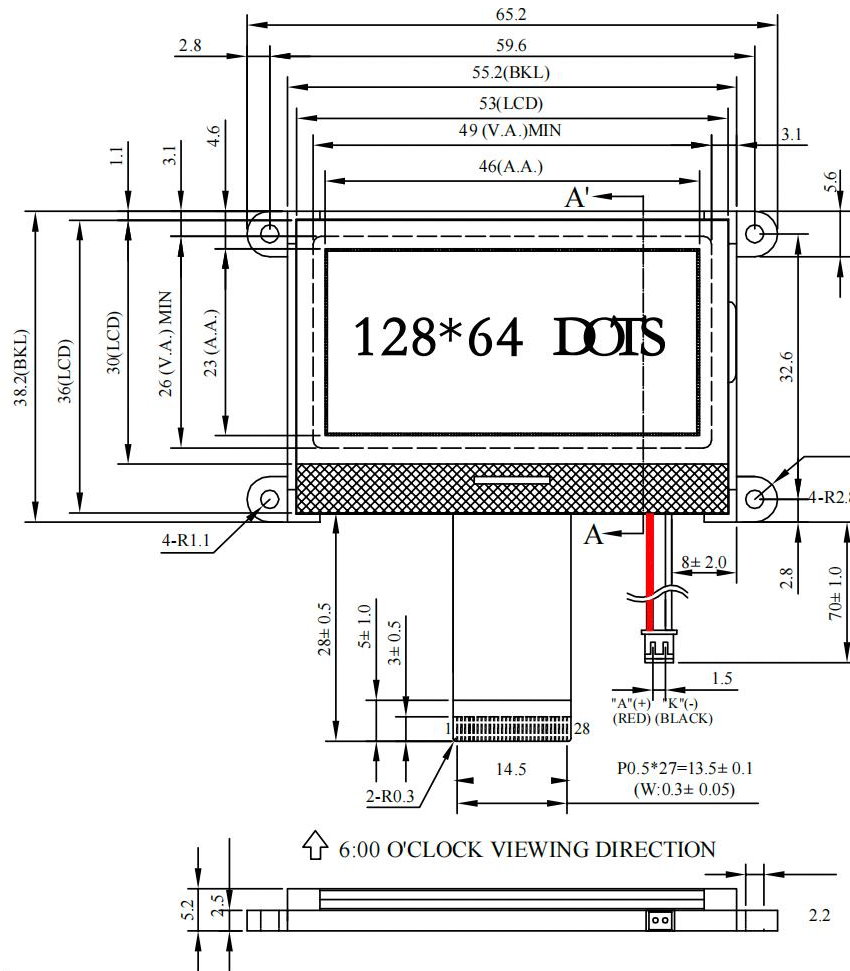 65.2
2.8
59.6
55.2(BKL)
53(LCD)
49 (V.A.)MIN
3.1
46(A.A.)
1.1
3.1
4.6
5.6
A'
38.2(BKL)
36(LCD)
30(LCD)
26 (V.A.) MIN
23 (A.A.)
128*64 DOTS
32.6
4-R2.8
4-R1.1
A
8± 2.0
2.8
70± 1.0
28± 0.5
5± 1.0
3± 0.5
1.5
"A"(+) "K"(-)
(RED) (BLACK)
1
28
14.5
P0.5*27=13.5± 0.1
(W:0.3± 0.05)
2-R0.3
6:00 O'CLOCK VIEWING DIRECTION
5.2
2.5
2.2